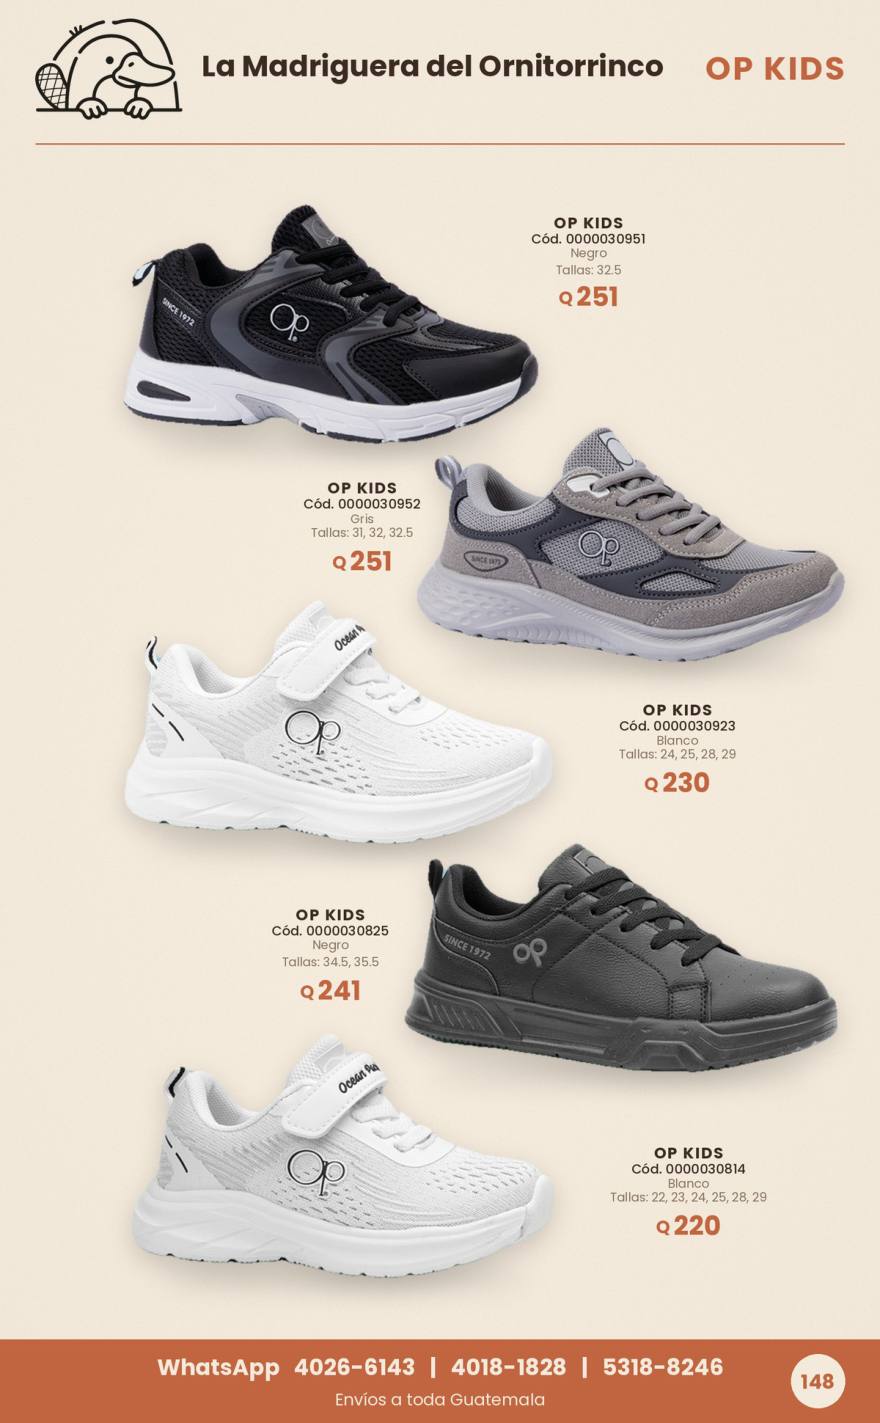 La Madriguera del Ornitorrinco
OP KIDS
OP KIDS
Cód. 0000030951
Negro
Tallas: 32.5
Q 251
SINCE 1972
Op
OP KIDS
Cód. 0000030952
Gris
Tallas: 31, 32, 32.5
Q 251
SINCE 1972
Op
Ocean
Op
OP KIDS
Cód. 0000030923
Blanco
Tallas: 24, 25, 28, 29
Q 230
OP KIDS
Cód. 0000030825
Negro
Tallas: 34.5, 35.5
Q 241
SINCE 1972
op
Ocean
Op
OP KIDS
Cód. 0000030814
Blanco
Tallas: 22, 23, 24, 25, 28, 29
Q 220
WhatsApp 4026-6143 | 4018-1828 | 5318-8246
Envíos a toda Guatemala
148